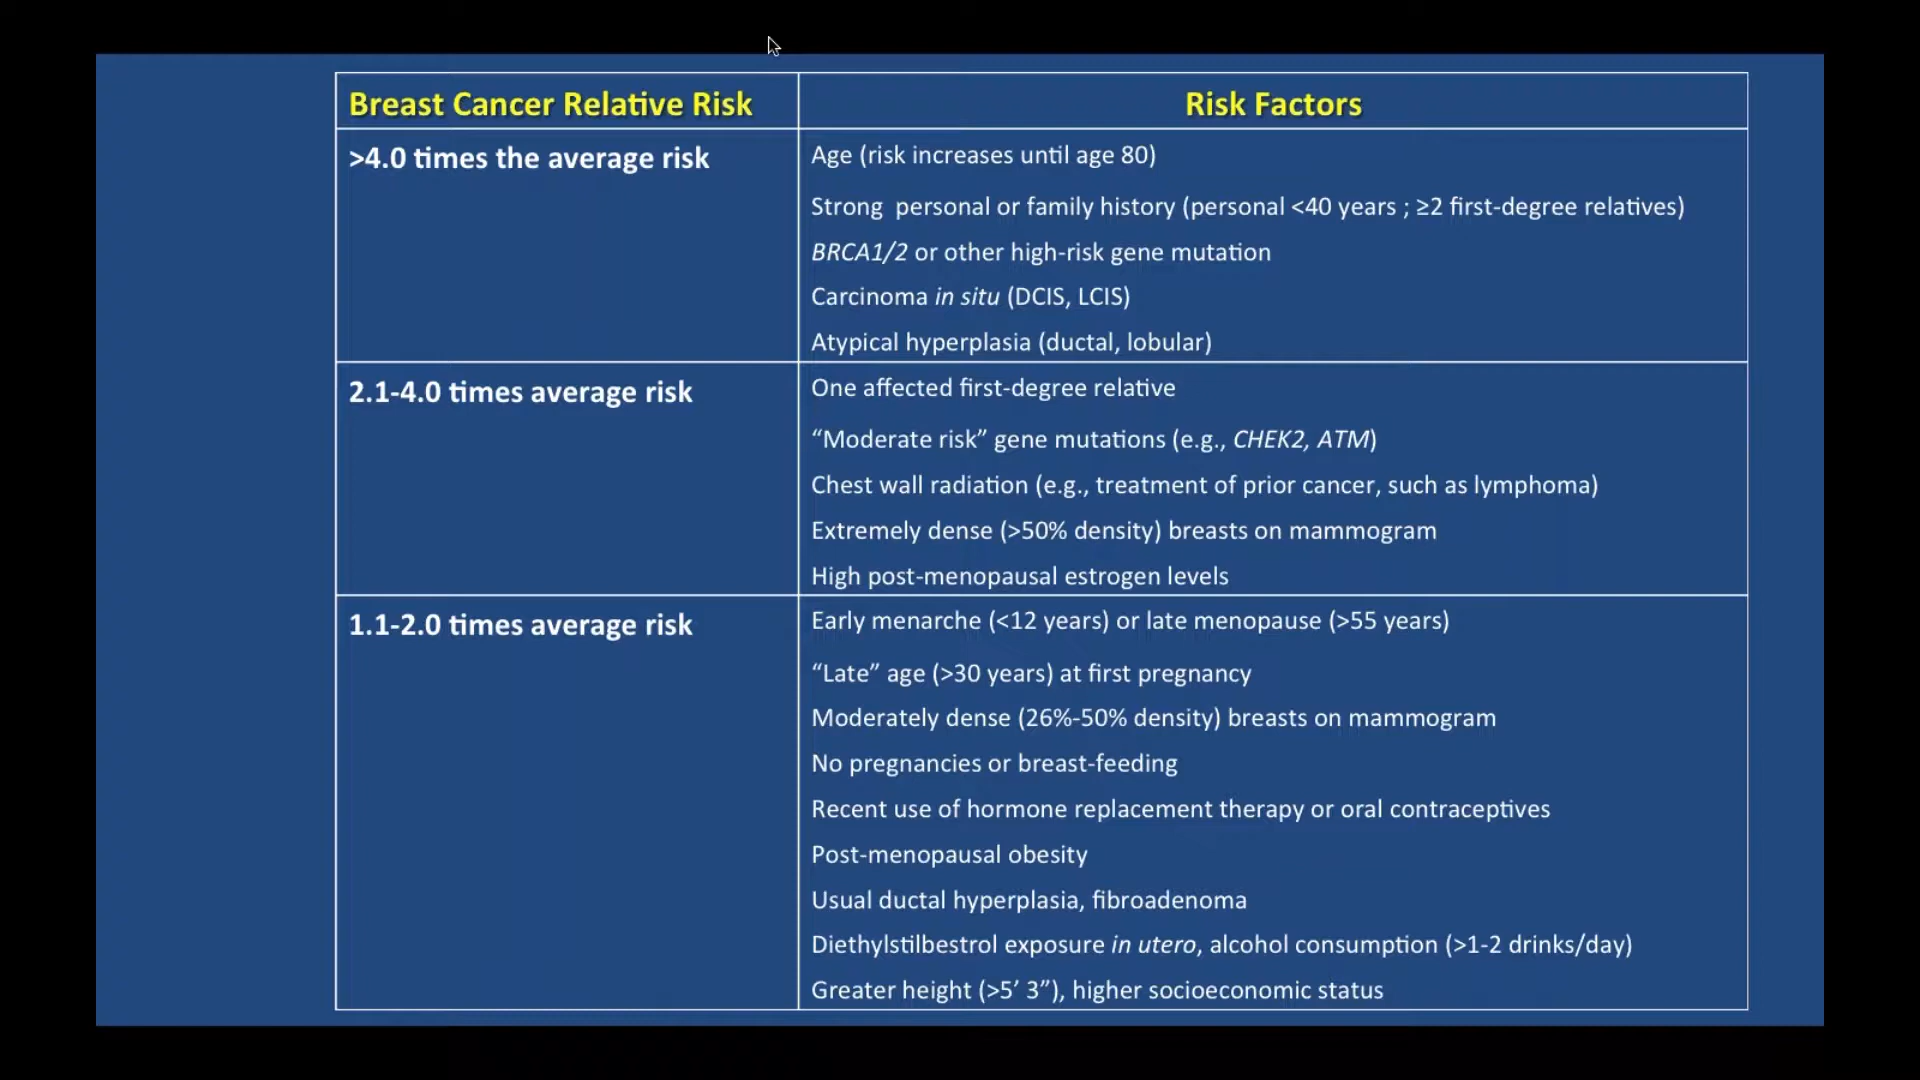 Breast Cancer Relative Risk
Risk Factors
>4.0 times the average risk
Age (risk increases until age 80)
Strong  personal or family history (personal <40 years ; ≥2 first-degree relatives)
BRCA1/2 or other high-risk gene mutation
Carcinoma in situ (DCIS, LCIS)
Atypical hyperplasia (ductal, lobular)
2.1-4.0 times average risk
One affected first-degree relative
“Moderate risk” gene mutations (e.g., CHEK2, ATM)
Chest wall radiation (e.g., treatment of prior cancer, such as lymphoma)
Extremely dense (>50% density) breasts on mammogram
High post-menopausal estrogen levels
1.1-2.0 times average risk
Early menarche (<12 years) or late menopause (>55 years)
“Late” age (>30 years) at first pregnancy
Moderately dense (26%-50% density) breasts on mammogram
No pregnancies or breast-feeding
Recent use of hormone replacement therapy or oral contraceptives
Post-menopausal obesity
Usual ductal hyperplasia, fibroadenoma
Diethylstilbestrol exposure in utero, alcohol consumption (>1-2 drinks/day)
Greater height (>5’ 3”), higher socioeconomic status